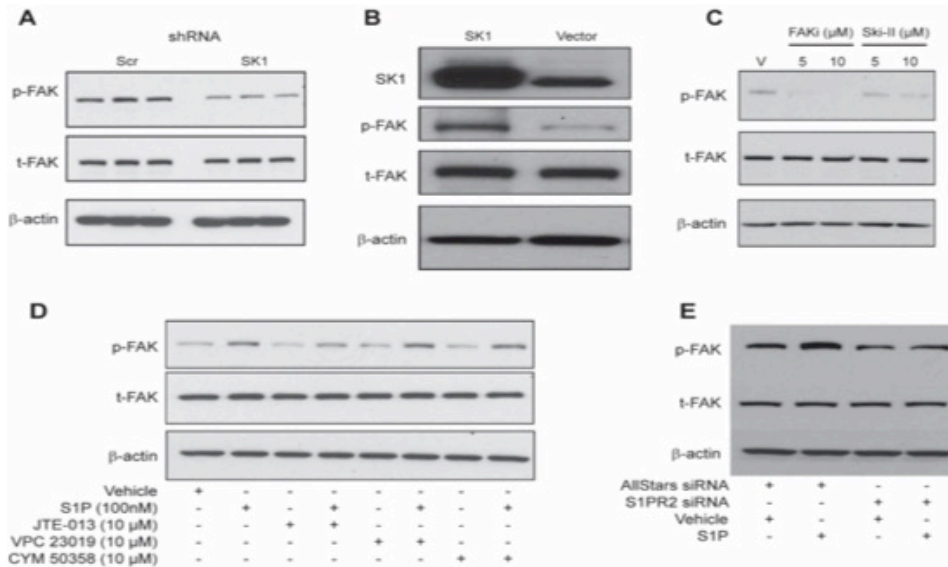 A
shRNA
Scr SK1
p-FAK
t-FAK
β-actin
B
SK1 Vector
SK1
p-FAK
t-FAK
β-actin
C
FAKi (µM) Ski-II (µM)
V 5 10 5 10
p-FAK
t-FAK
β-actin
D
p-FAK
t-FAK
β-actin
Vehicle + - - - - - - -
S1P (100nM) - + - + - + - +
JTE-013 (10 µM) - - + + - - - -
VPC 23019 (10 µM) - - - - + + - -
CYM 50358 (10 µM) - - - - - - + +
E
p-FAK
t-FAK
β-actin
AllStars siRNA + + - -
S1PR2 siRNA - - + +
Vehicle + - + -
S1P - + - +